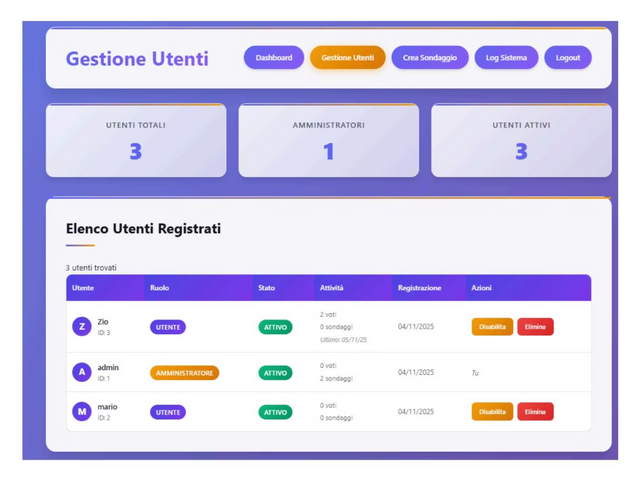 Gestione Utenti
Dashboard
Gestione Utenti
Crea Sondaggio
Log Sistema
Logout
UTENTI TOTALI
3
AMMINISTRATORI
1
UTENTI ATTIVI
3
Elenco Utenti Registrati
3 utenti trovati
Utente Ruolo Stato Attività Registrazione Azioni
Z Zio
ID: 3
UTENTE
ATTIVO
2 voti
0 sondaggi
Ultimo: 05/11/25
04/11/2025
Disabilita
Elimina
A admin
ID: 1
AMMINISTRATORE
ATTIVO
0 voti
2 sondaggi
04/11/2025
Tu
M mario
ID: 2
UTENTE
ATTIVO
0 voti
0 sondaggi
04/11/2025
Disabilita
Elimina